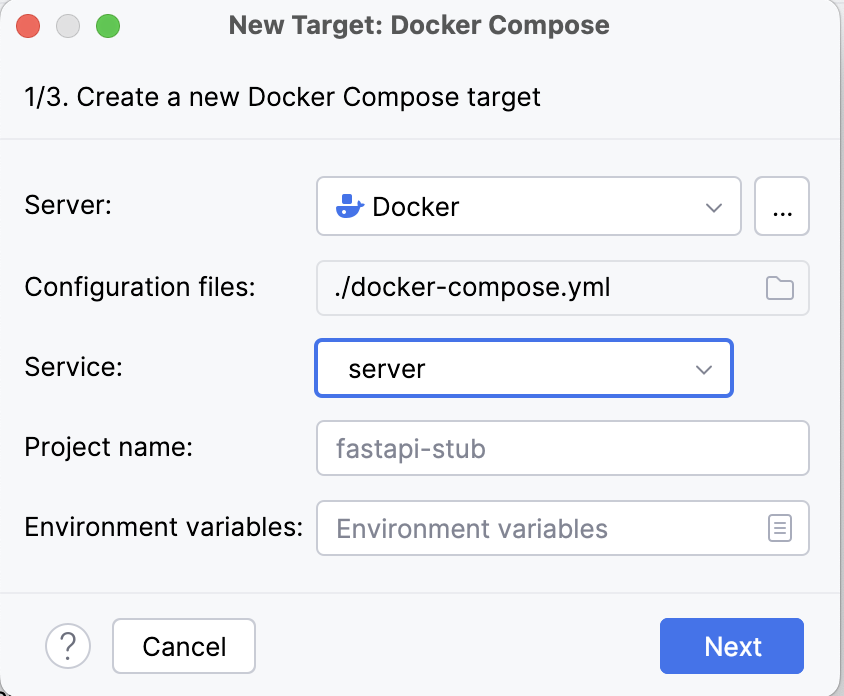 New Target: Docker Compose
1/3. Create a new Docker Compose target
Server: Docker ...
Configuration files: ./docker-compose.yml
Service: server
Project name: fastapi-stub
Environment variables: Environment variables
? Cancel Next